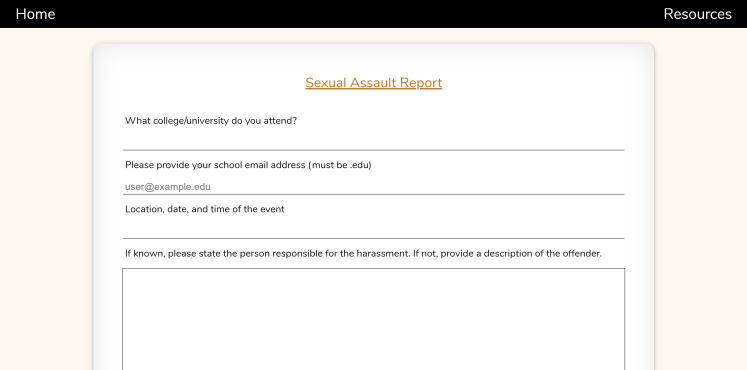 Home
Resources
Sexual Assault Report
What college/university do you attend?
Please provide your school email address (must be .edu)
user@example.edu
Location, date, and time of the event
If known, please state the person responsible for the harassment. If not, provide a description of the offender.